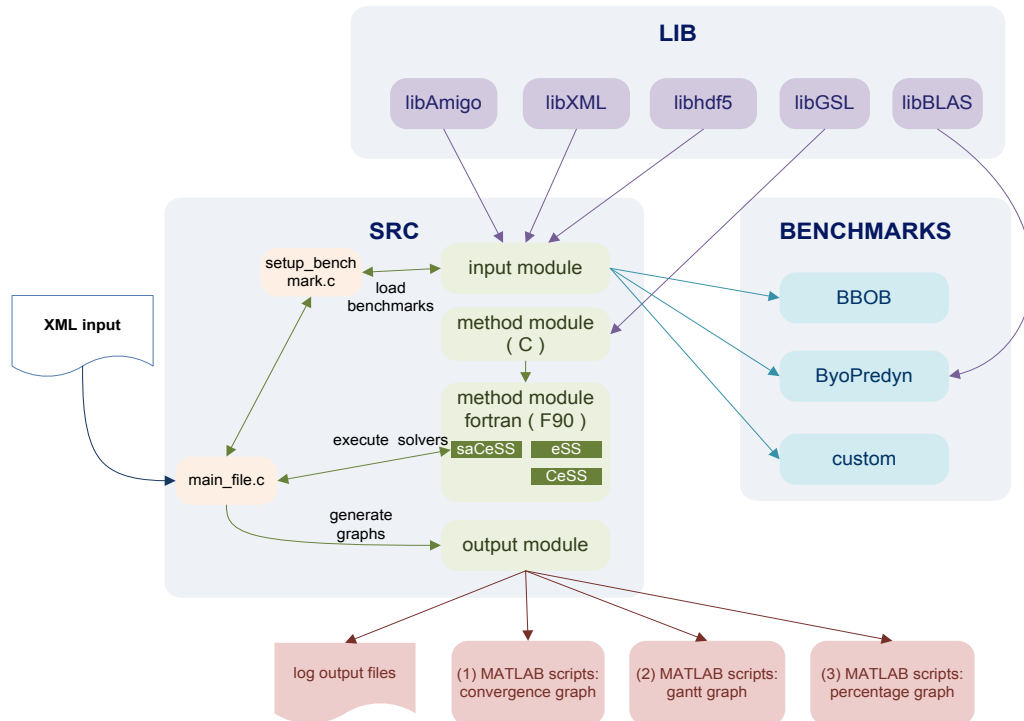 LIB
libAmigo
libXML
libhdf5
libGSL
libBLAS
SRC
BENCHMARKS
setup_bench
mark.c
input module
load
benchmarks
BBOB
XML input
method module
( C )
ByoPredyn
method module
fortran ( F90 )
execute solvers
saCeSS
eSS
CeSS
custom
main_file.c
generate
graphs
output module
log output files
(1) MATLAB scripts:
convergence graph
(2) MATLAB scripts:
gantt graph
(3) MATLAB scripts:
percentage graph